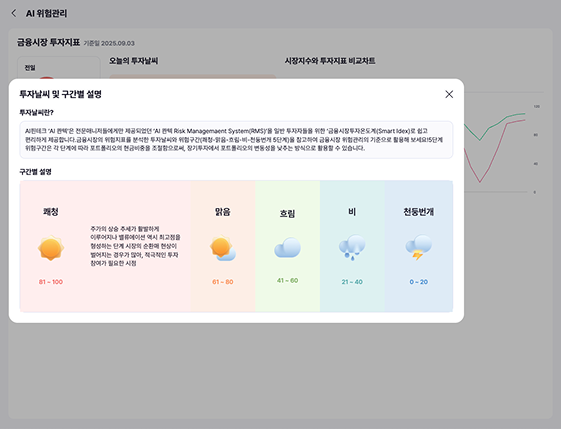 AI 위험관리
금융시장 투자지표 기준일 2025.09.03
전일
오늘의 투자날씨
시장지수와 투자지표 비교차트
투자날씨 및 구간별 설명
투자날씨란?
AI핀테크 'AI 콴텍'은 전문매니저들에게만 제공되었던 'AI 콴텍 Risk Managemaent System(RMS)'을 일반 투자자들을 위한 '금융시장투자온도계(Smart Idex)로 쉽고
편리하게 제공합니다.금융시장의 위험지표를 분석한 투자날씨와 위험구간(쾌청-맑음-흐림-비-천둥번개 5단계)을 참고하여 금융시장 위험관리의 기준으로 활용해 보세요!5단계
위험구간은 각 단계에 따라 포트폴리오의 현금비중을 조절함으로써, 장기투자에서 포트폴리오의 변동성을 낮추는 방식으로 활용할 수 있습니다.
구간별 설명
쾌청
주가의 상승 추세가 활발하게
이루어지나 밸류에이션 역시 최고점을
형성하는 단계 시장의 순환매 현상이
벌어지는 경우가 많아, 적극적인 투자
참여가 필요한 시점
81 ~ 100
맑음
61 ~ 80
흐림
41 ~ 60
비
21 ~ 40
천둥번개
0 ~ 20
100
80
40
0